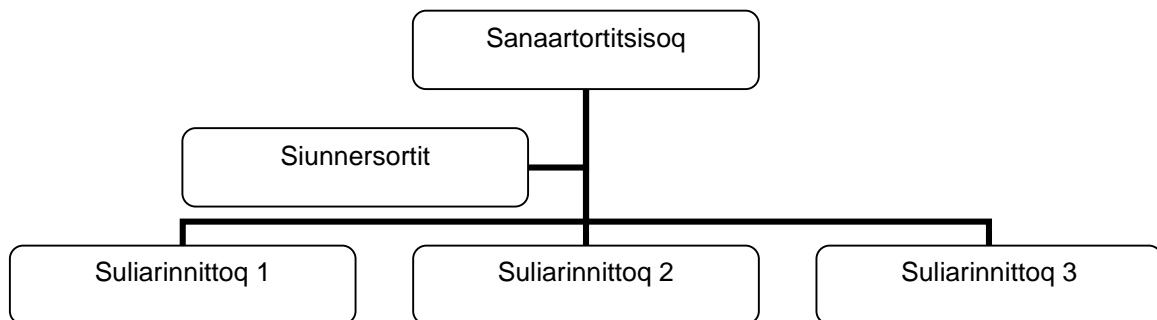 Sanaartortitsisoq
Siunnersortit
Suliarinnittoq 1
Suliarinnittoq 2
Suliarinnittoq 3